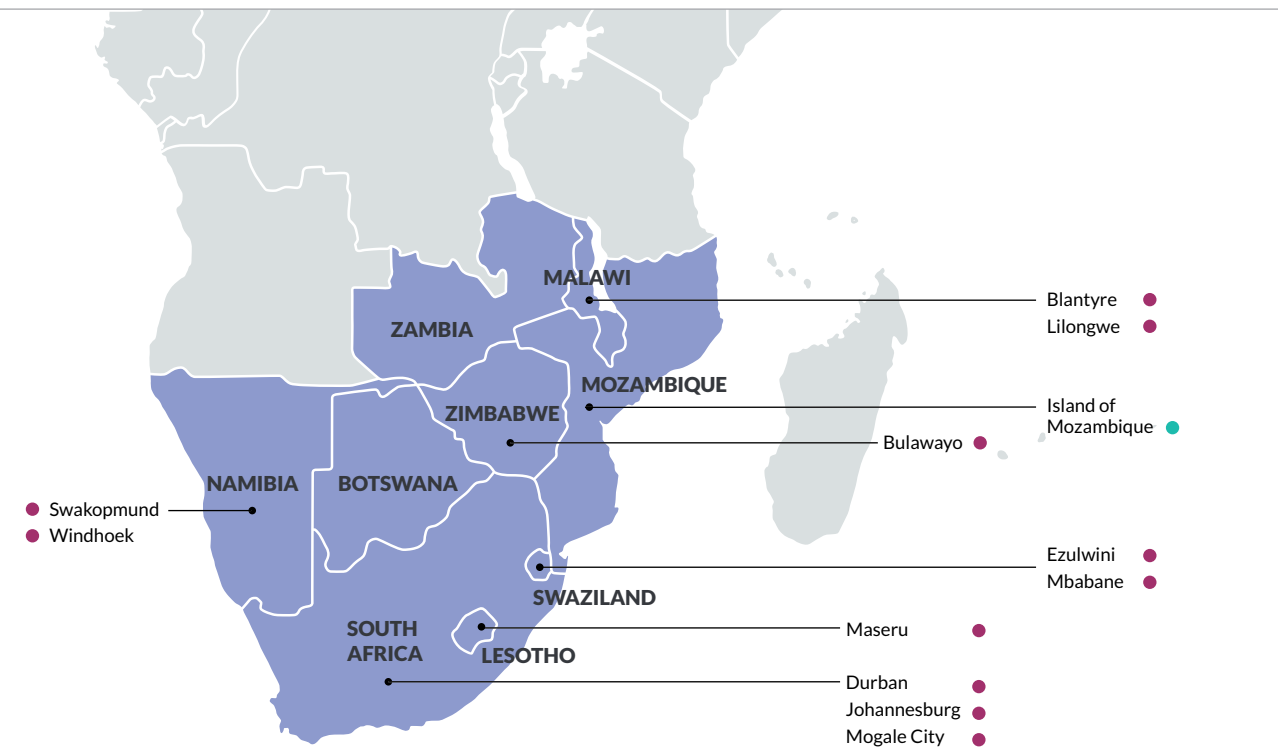 MALAWI
Blantyre
Lilongwe
ZAMBIA
MOZAMBIQUE
Island of
Mozambique
ZIMBABWE
Bulawayo
NAMIBIA
BOTSWANA
Swakopmund
Windhoek
Ezulwini
Mbabane
SWAZILAND
SOUTH
AFRICA
Maseru
LESOTHO
Durban
Johannesburg
Mogale City